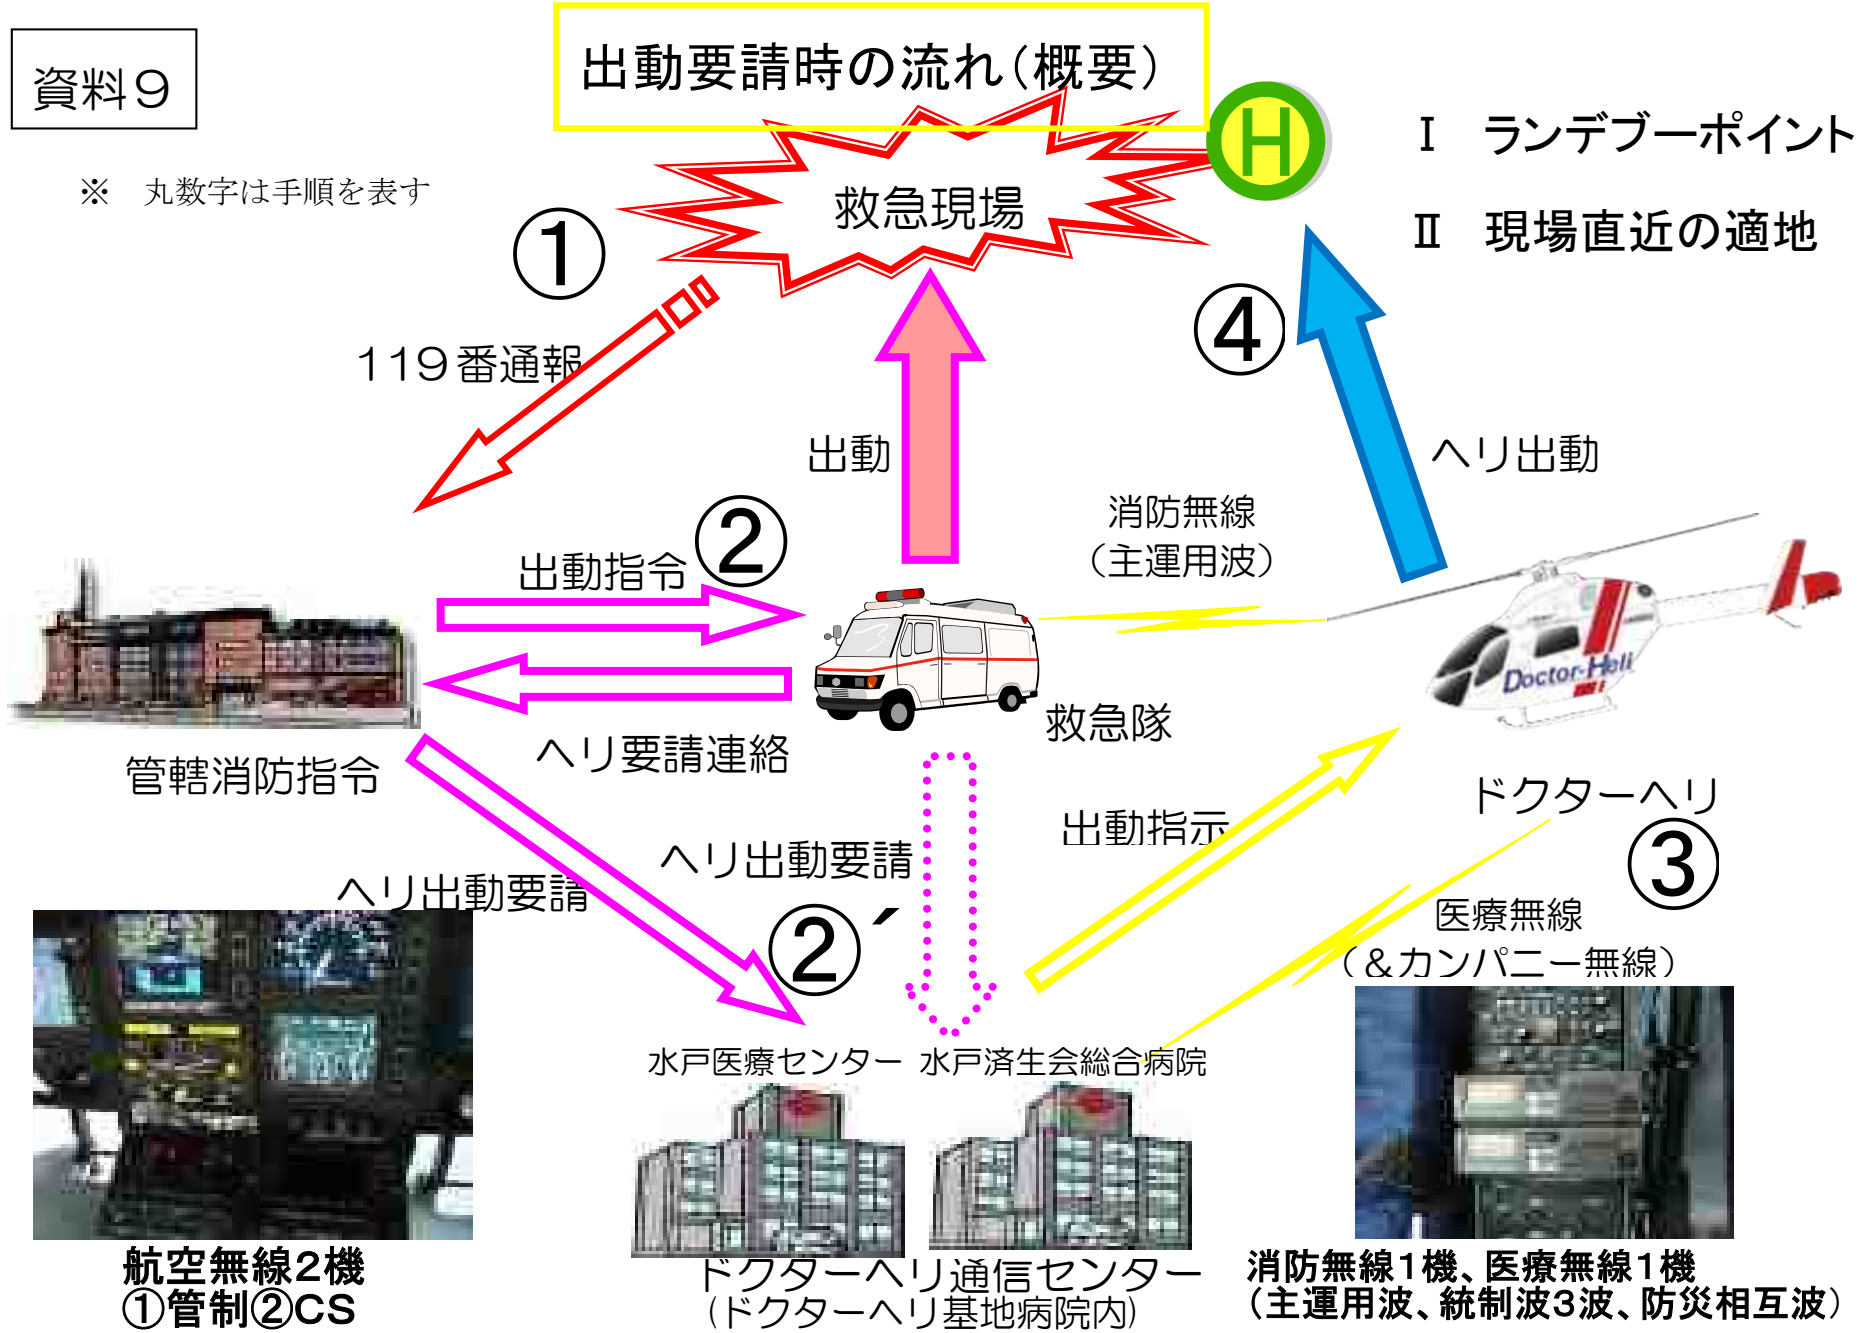 資料９
出動要請時の流れ（概要）
※　丸数字は手順を表す
H
Ⅰ　ランデブーポイント
Ⅱ　現場直近の適地
救急現場
①
119番通報
④
出動
ヘリ出動
消防無線
（主運用波）
②
出動指令
Doctor-Heli
救急隊
ヘリ要請連絡
管轄消防指令
ドクターヘリ
出動指示
③
ヘリ出動要請
ヘリ出動要請
②´
医療無線
（＆カンパニー無線）
水戸医療センター　水戸済生会総合病院
航空無線２機
①管制②CS
ドクターヘリ通信センター
（ドクターヘリ基地病院内）
消防無線１機、医療無線１機
（主運用波、統制波３波、防災相互波）